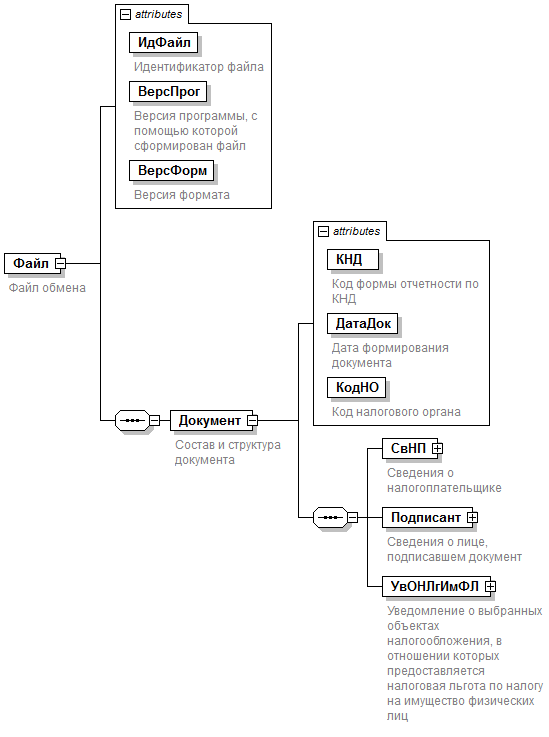 attributes
ИдФайл
Идентификатор файла
ВерсПрог
Версия программы, с
помощью которой
сформирован файл
ВерсФорм
Версия формата
Файл
Файл обмена
Документ
Состав и структура
документа
attributes
КНД
Код формы отчетности по
КНД
ДатаДок
Дата формирования
документа
КодНО
Код налогового органа
СвНП
Сведения о
налогоплательщике
Подписант
Сведения о лице,
подписавшем документ
УвОНЛгИмФЛ
Уведомление о выбранных
объектах
налогообложения, в
отношении которых
предоставляется
налоговая льгота по налогу
на имущество физических
лиц